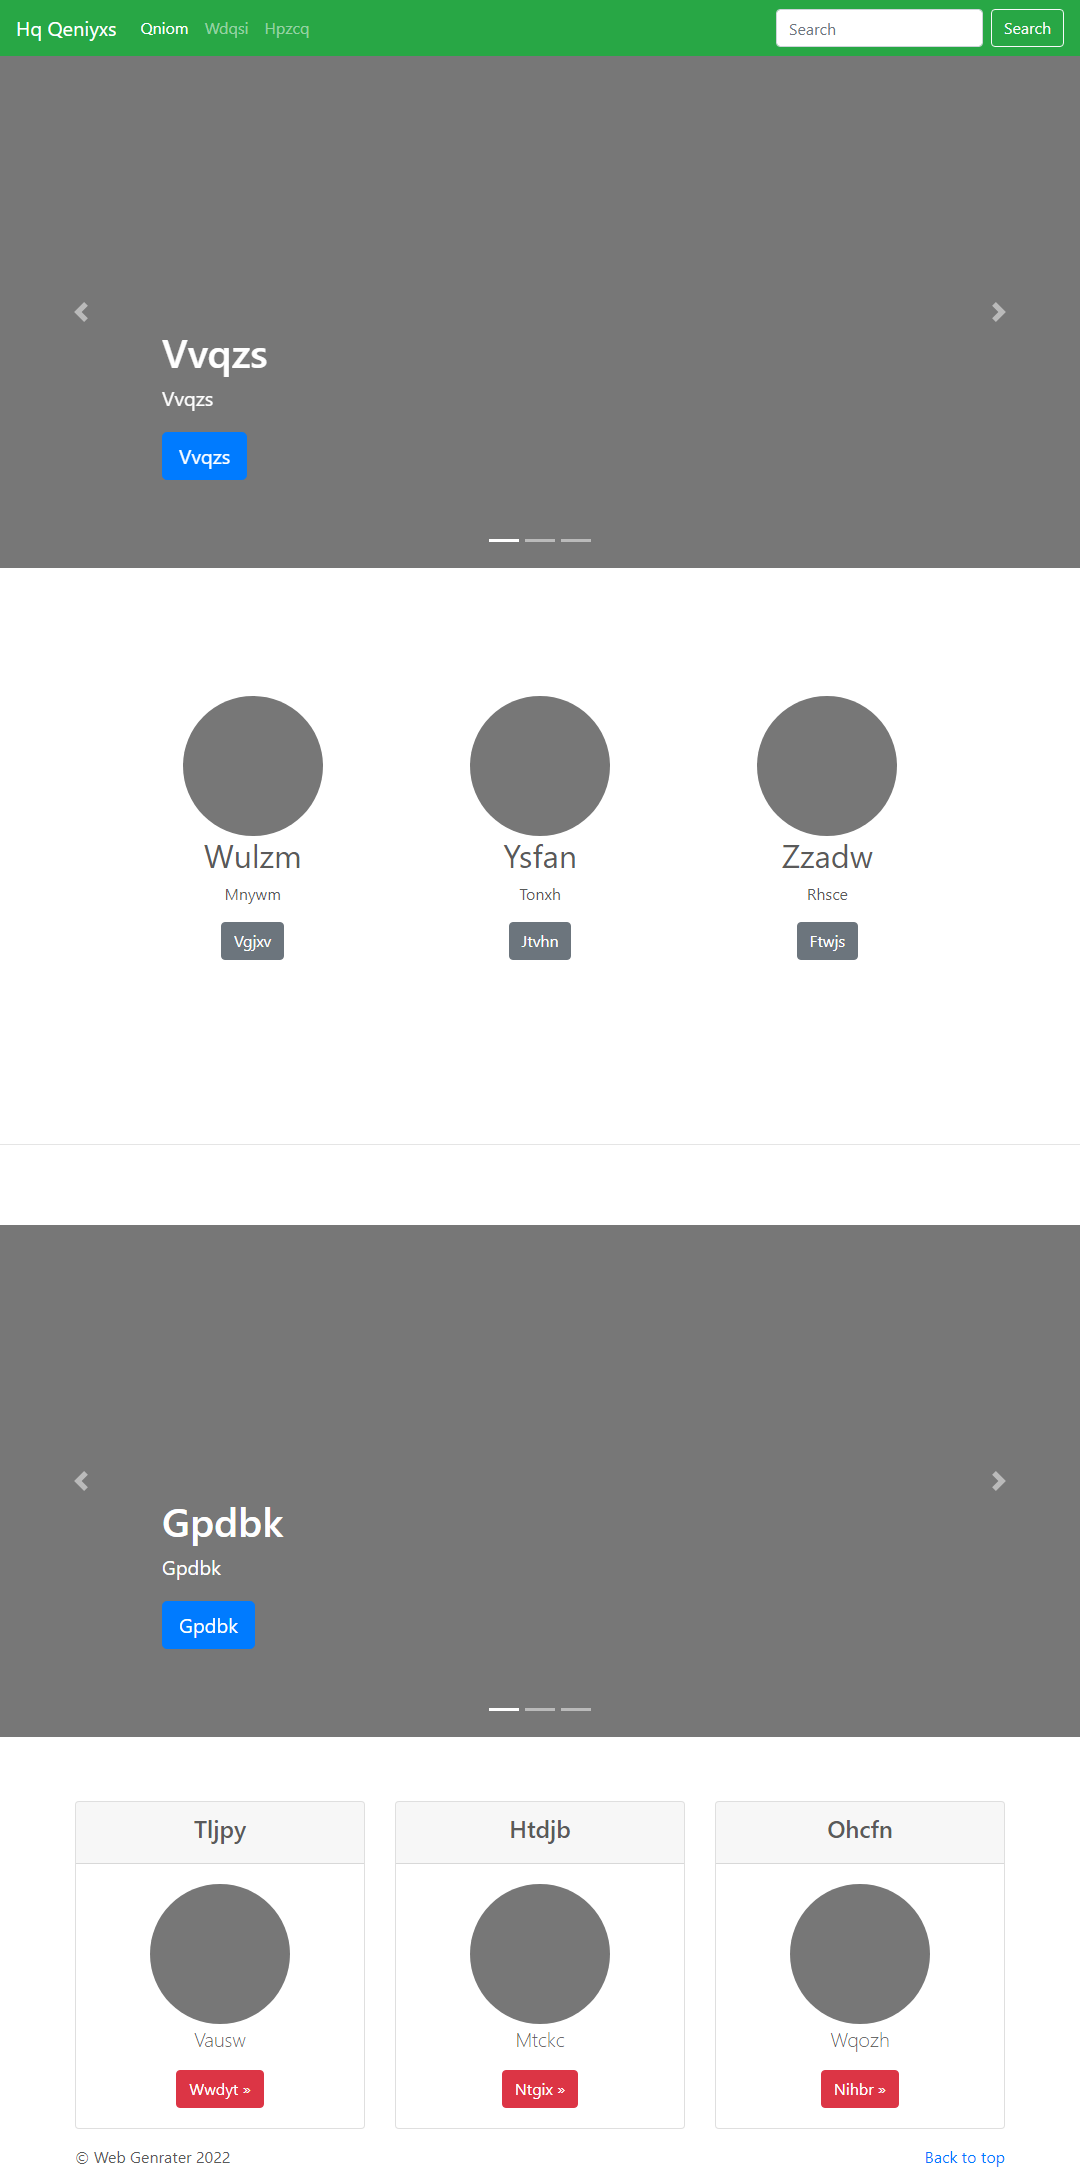 Hq Qeniyxs Qniom Wdqsi Hpzcq Search Search
Vvqzs
Vvqzs
Vvqzs
Wulzm
Mnywm
Vgjxv
Ysfan
Tonxh
Jtvhn
Zzadw
Rhsce
Ftwjs
Gpdbk
Gpdbk
Gpdbk
Tljpy
Vausw
Wwdyt »
Htdjb
Mtckc
Ntgix »
Ohcfn
Wqozh
Nihbr »
© Web Genrater 2022
Back to top